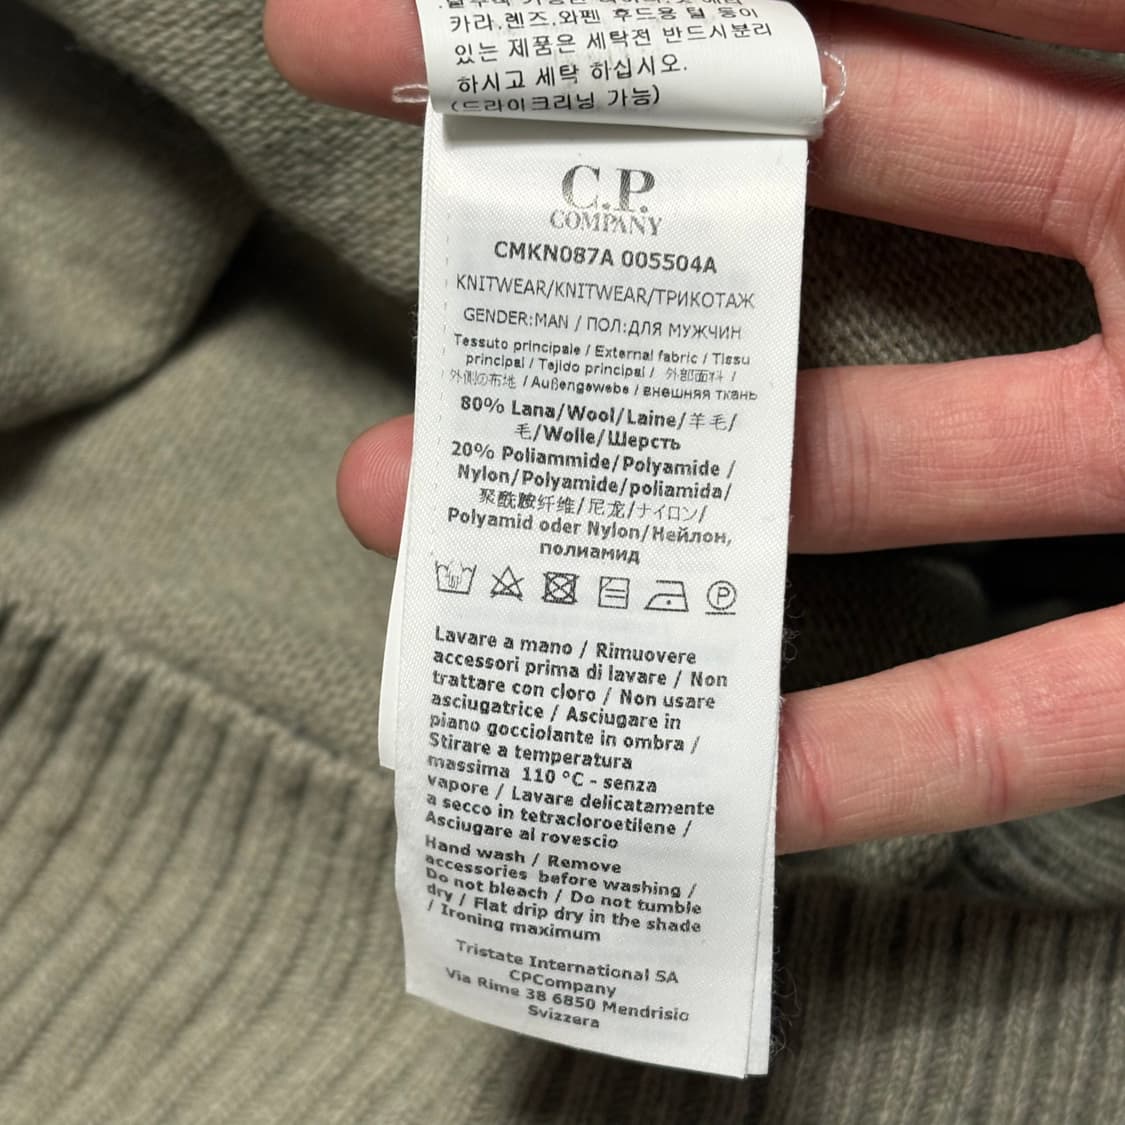 카라.렌즈.와펜 후드용 털 등이
있는 제품은 세탁전 반드시분리
하시고 세탁 하십시오.
(드라이크리닝 가능)
C.P.
COMPANY
CMKN087A 005504A
KNITWEAR/KNITWEAR/ТРИКОТАЖ
GENDER:MAN / ПОЛ:ДЛЯ МУЖЧИН
Tessuto principale / External fabric / Tissu
principal / Tejido principal / 外部面料 /
外側の布地 / Außengewebe / внешняя ткань
80% Lana/Wool/Laine/羊毛/
毛/Wolle/Шерсть
20% Poliammide/Polyamide /
Nylon/Polyamide/poliamida/
聚酰胺纤维/尼龙/ナイロン/
Polyamid oder Nylon/Нейлон,
полиамид
P
Lavare a mano / Rimuovere
accessori prima di lavare / Non
trattare con cloro / Non usare
asciugatrice / Asciugare in
piano gocciolante in ombra /
Stirare a temperatura
massima 110 °C - senza
vapore / Lavare delicatamente
a secco in tetracloroetilene /
Asciugare al rovescio
Hand wash / Remove
accessories before washing /
Do not bleach / Do not tumble
dry / Flat drip dry in the shade
/ Ironing maximum
Tristate International SA
CPCompany
Via Rime 38 6850 Mendrisio
Svizzera